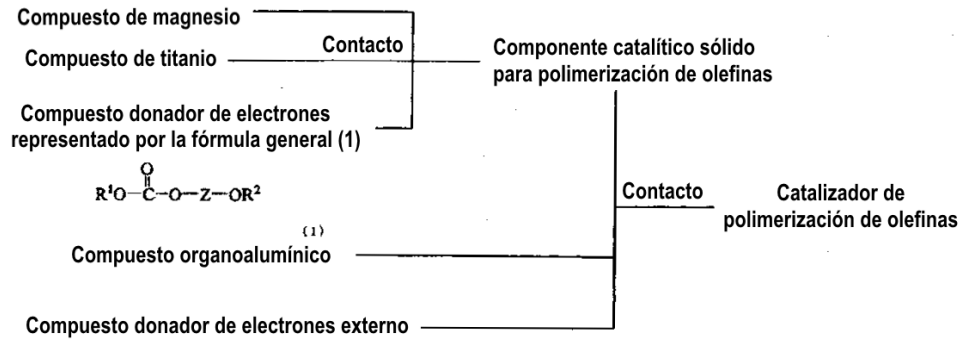 Compuesto de magnesio
Contacto
Compuesto de titanio
Componente catalítico sólido
para polimerización de olefinas
Compuesto donador de electrones
representado por la fórmula general (1)
O
R¹O—C—O—Z—OR²
(1)
Contacto
Catalizador de
polimerización de olefinas
Compuesto organoalumínico
Compuesto donador de electrones externo